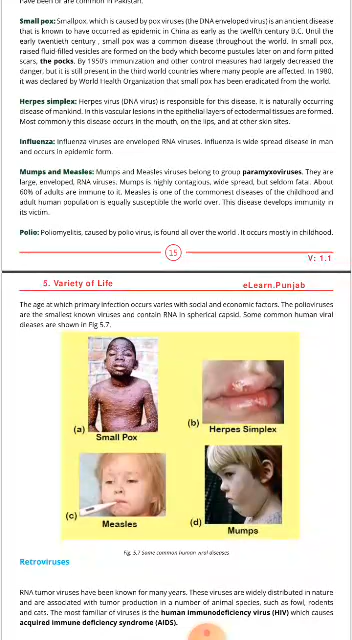 have been or are common in Pakistan.
Small pox: Smallpox, which is caused by pox viruses (the DNA enveloped virus) is an ancient disease
that is known to have occurred as epidemic in China as early as the twelfth century B.C. Until the
early twentieth century , small pox was a common disease throughout the world. In small pox,
raised fluid-filled vesicles are formed on the body which become pustules later on and form pitted
scars, the pocks. By 1950's immunization and other control measures had largely decreased the
danger, but it is still present in the third world countries where many people are affected. In 1980,
it was declared by World Health Organization that small pox has been eradicated from the world.
Herpes simplex: Herpes virus (DNA virus) is responsible for this disease. It is naturally occurring
disease of mankind. In this vascular lesions in the epithelial layers of ectodermal tissues are formed.
Most commonly this disease occurs in the mouth, on the lips, and at other skin sites.
Influenza: Influenza viruses are enveloped RNA viruses. Influenza is wide spread disease in man
and occurs in epidemic form.
Mumps and Measles: Mumps and Measles viruses belong to group paramyxoviruses. They are
large, enveloped, RNA viruses. Mumps is highly contagious, wide spread, but seldom fatal. About
60% of adults are immune to it. Measles is one of the commonest diseases of the childhood and
adult human population is equally susceptible the world over. This disease develops immunity in
its victim.
Polio: Poliomyelitis, caused by polio virus, is found all over the world . It occurs mostly in childhood.
15
V: 1.1
5. Variety of Life
eLearn.Punjab
The age at which primary infection occurs varies with social and economic factors. The polioviruses
are the smallest known viruses and contain RNA in spherical capsid. Some common human viral
dieases are shown in Fig 5.7.
(a)
Small Pox
(b)
Herpes Simplex
(c)
Measles
(d)
Mumps
Fig. 5.7 Some common human viral diseases
Retroviruses
RNA tumor viruses have been known for many years. These viruses are widely distributed in nature
and are associated with tumor production in a number of animal species, such as fowl, rodents
and cats. The most familiar of viruses is the human immunodeficiency virus (HIV) which causes
acquired immune deficiency syndrome (AIDS).